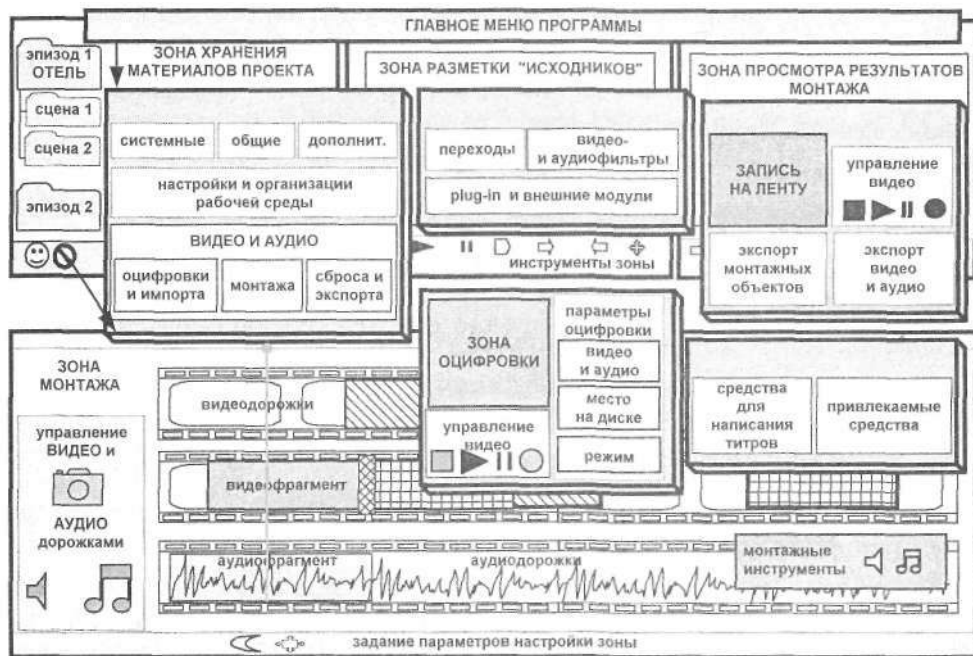 ГЛАВНОЕ МЕНЮ ПРОГРАММЫ
эпизод 1
ОТЕЛЬ
сцена 1
сцена 2
эпизод 2
ЗОНА ХРАНЕНИЯ
МАТЕРИАЛОВ ПРОЕКТА
системные
общие
дополнит.
настройки и организации
рабочей среды
ВИДЕО И АУДИО
оцифровки
и импорта
монтажа
сброса и
экспорта
ЗОНА РАЗМЕТКИ "ИСХОДНИКОВ"
переходы
видео-
и аудиофильтры
plug-in и внешние модули
инструменты зоны
ЗОНА ПРОСМОТРА РЕЗУЛЬТАТОВ
МОНТАЖА
ЗАПИСЬ
НА ЛЕНТУ
управление
видео
экспорт
монтажных
объектов
экспорт
видео
и аудио
ЗОНА
ОЦИФРОВКИ
управление
видео
параметры
оцифровки
видео
и аудио
место
на диске
режим
средства
для
написания
титров
привлекаемые
средства
ЗОНА
МОНТАЖА
управление
ВИДЕО и
АУДИО
дорожками
видеодорожки
видеофрагмент
аудиофрагмент
аудиодорожки
монтажные
инструменты
задание параметров настройки зоны